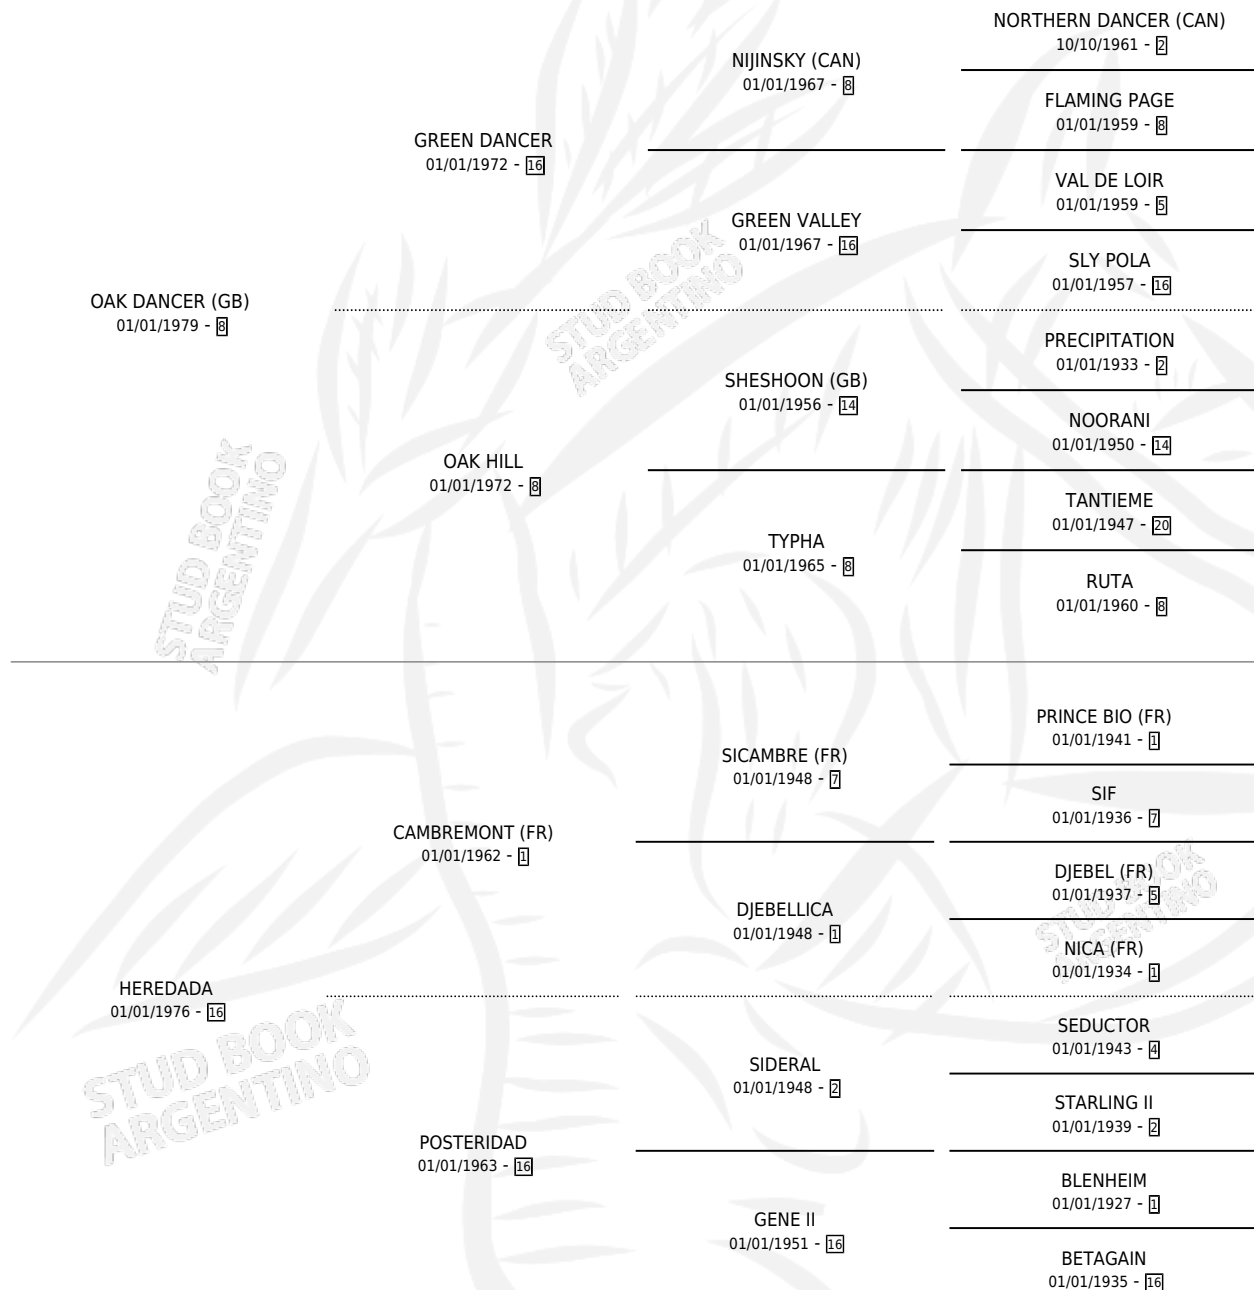 NORTHERN DANCER (CAN)
10/10/1961 - 2
NIJINSKY (CAN)
01/01/1967 - 8
FLAMING PAGE
01/01/1959 - 8
GREEN DANCER
01/01/1972 - 16
VAL DE LOIR
01/01/1959 - 5
GREEN VALLEY
01/01/1967 - 16
SLY POLA
01/01/1957 - 16
OAK DANCER (GB)
01/01/1979 - 8
STUD BOOK
ARGENTINO
PRECIPITATION
01/01/1933 - 2
SHESHOON (GB)
01/01/1956 - 14
NOORANI
01/01/1950 - 14
OAK HILL
01/01/1972 - 8
TANTIEME
01/01/1947 - 20
TYPHA
01/01/1965 - 8
RUTA
01/01/1960 - 8
STUD BOOK
ARGENTINO
PRINCE BIO (FR)
01/01/1941 - 1
SICAMBRE (FR)
01/01/1948 - 7
SIF
01/01/1936 - 7
CAMBREMONT (FR)
01/01/1962 - 1
DJEBEL (FR)
01/01/1937 - 5
DJEBELLICA
01/01/1948 - 1
STUD BOOK
ARGENTINO
NICA (FR)
01/01/1934 - 1
HEREDADA
01/01/1976 - 16
SEDUCTOR
01/01/1943 - 4
STUD BOOK
ARGENTINO
SIDERAL
01/01/1948 - 2
STARLING II
01/01/1939 - 2
POSTERIDAD
01/01/1963 - 16
BLENHEIM
01/01/1927 - 1
GENE II
01/01/1951 - 16
BETAGAIN
01/01/1935 - 16